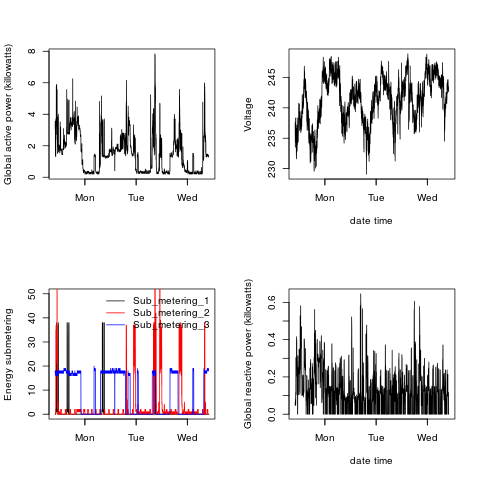 Global active power (killowatts)
0 2 4 6 8
Mon Tue Wed
Voltage
230 235 240 245
Mon Tue Wed
date time
Energy submetering
0 10 20 30 40 50
Sub_metering_1
Sub_metering_2
Sub_metering_3
Mon Tue Wed
Global reactive power (killowatts)
0.0 0.2 0.4 0.6
Mon Tue Wed
date time